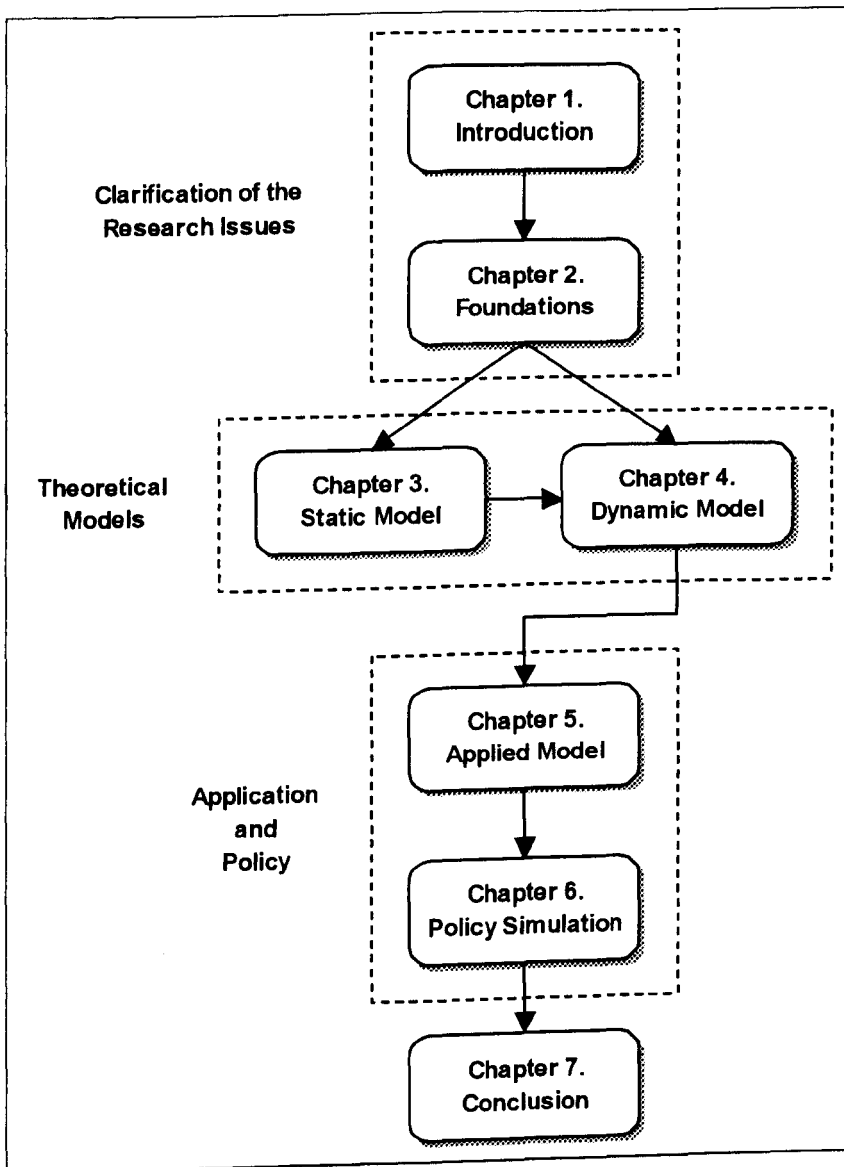 Chapter 1.
Introduction
Clarification of the
Research Issues
Chapter 2.
Foundations
Theoretical
Models
Chapter 3.
Static Model
Chapter 4.
Dynamic Model
Chapter 5.
Applied Model
Application
and
Policy
Chapter 6.
Policy Simulation
Chapter 7.
Conclusion